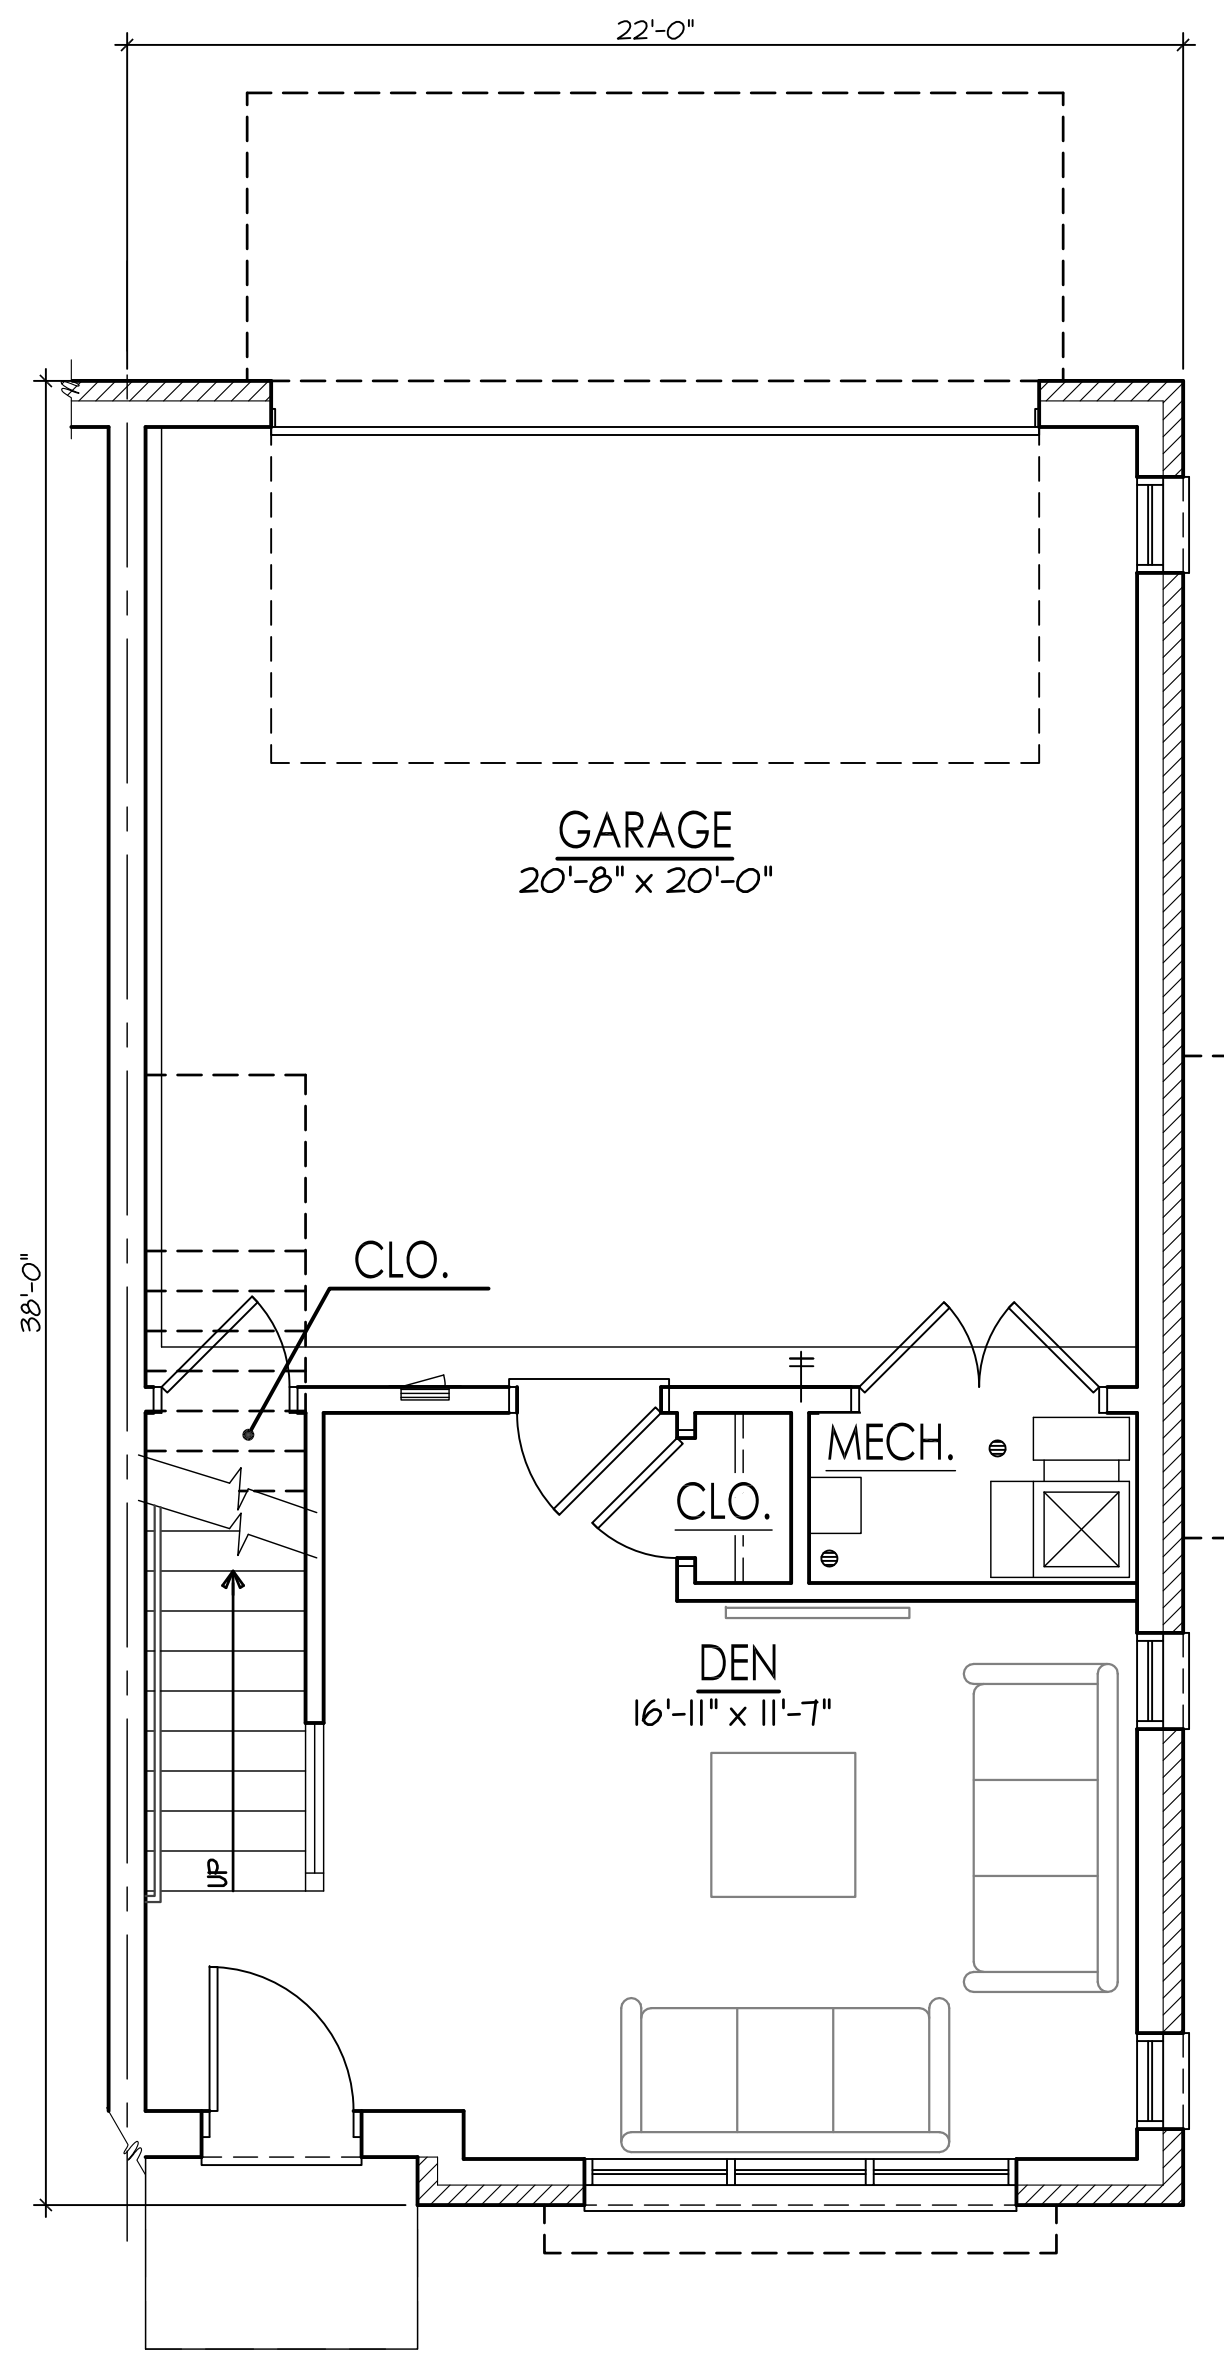 22'-0"
GARAGE
20'-8" x 20'-0"
CLO.
38'-0"
MECH.
CLO.
DEN
16'-11" x 11'-7"
UP